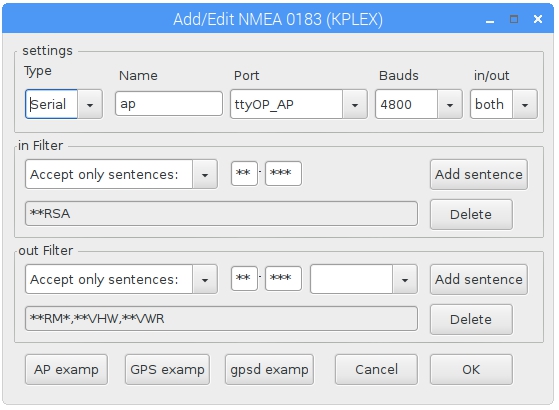 Add/Edit NMEA 0183 (KPLEX)
settings
Type Name Port Bauds in/out
Serial ap ttyOP_AP 4800 both
in Filter
Accept only sentences: ** - *** Add sentence
**RSA Delete
out Filter
Accept only sentences: ** - *** Add sentence
**RM*,**VHW,**VWR Delete
AP examp GPS examp gpsd examp Cancel OK